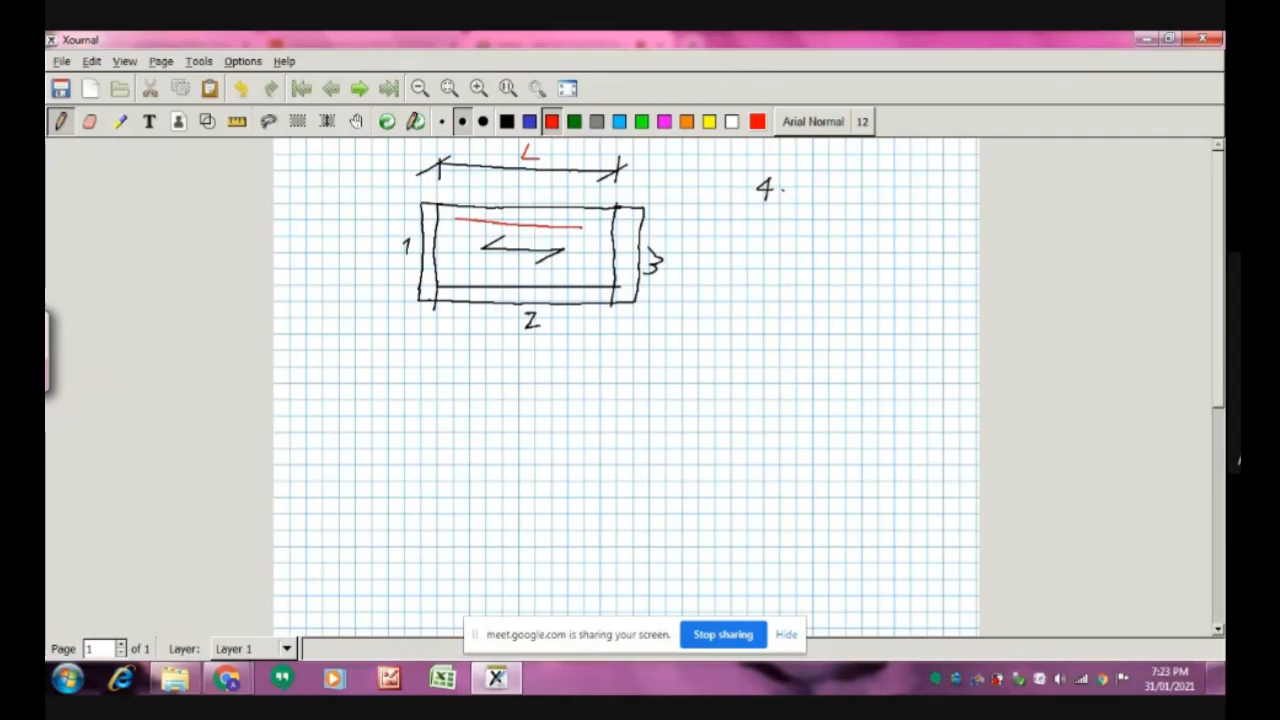 Xournal
File Edit View Page Tools Options Help
Arial Normal 12
L
4.
1
3
2
meet.google.com is sharing your screen. Stop sharing Hide
Page 1 of 1 Layer: Layer 1
7:23 PM
31/01/2021